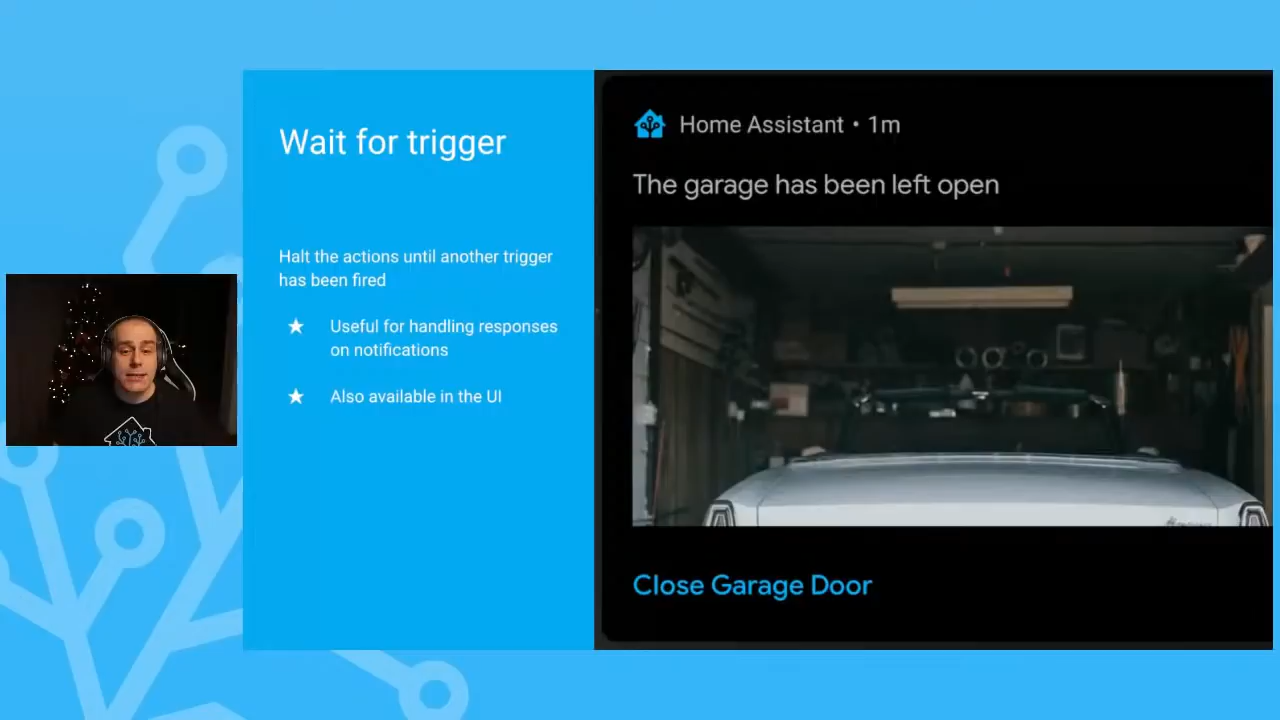 Wait for trigger
Halt the actions until another trigger
has been fired
Useful for handling responses
on notifications
Also available in the UI
Home Assistant • 1m
The garage has been left open
Close Garage Door